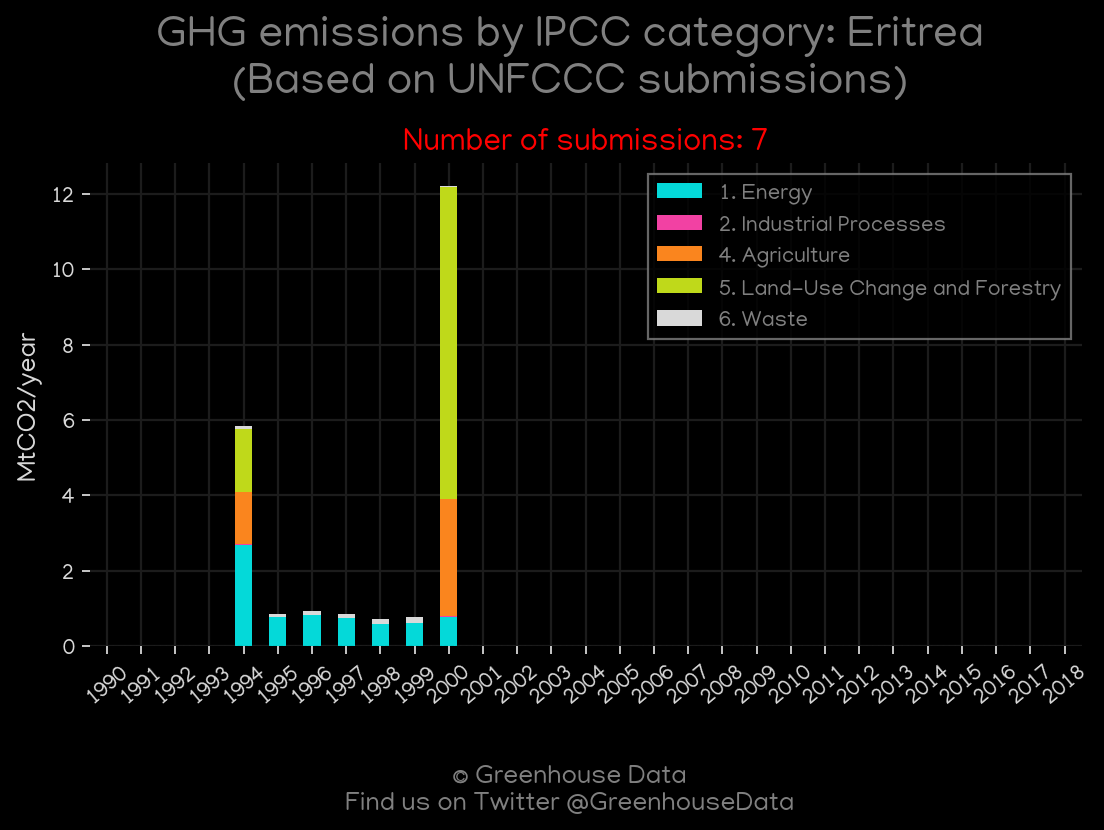 GHG emissions by IPCC category: Eritrea
(Based on UNFCCC submissions)
Number of submissions: 7
1. Energy
2. Industrial Processes
4. Agriculture
5. Land-Use Change and Forestry
6. Waste
MtCO2/year
12
10
8
6
4
2
0
1990 1991 1992 1993 1994 1995 1996 1997 1998 1999 2000 2001 2002 2003 2004 2005 2006 2007 2008 2009 2010 2011 2012 2013 2014 2015 2016 2017 2018
© Greenhouse Data
Find us on Twitter @GreenhouseData